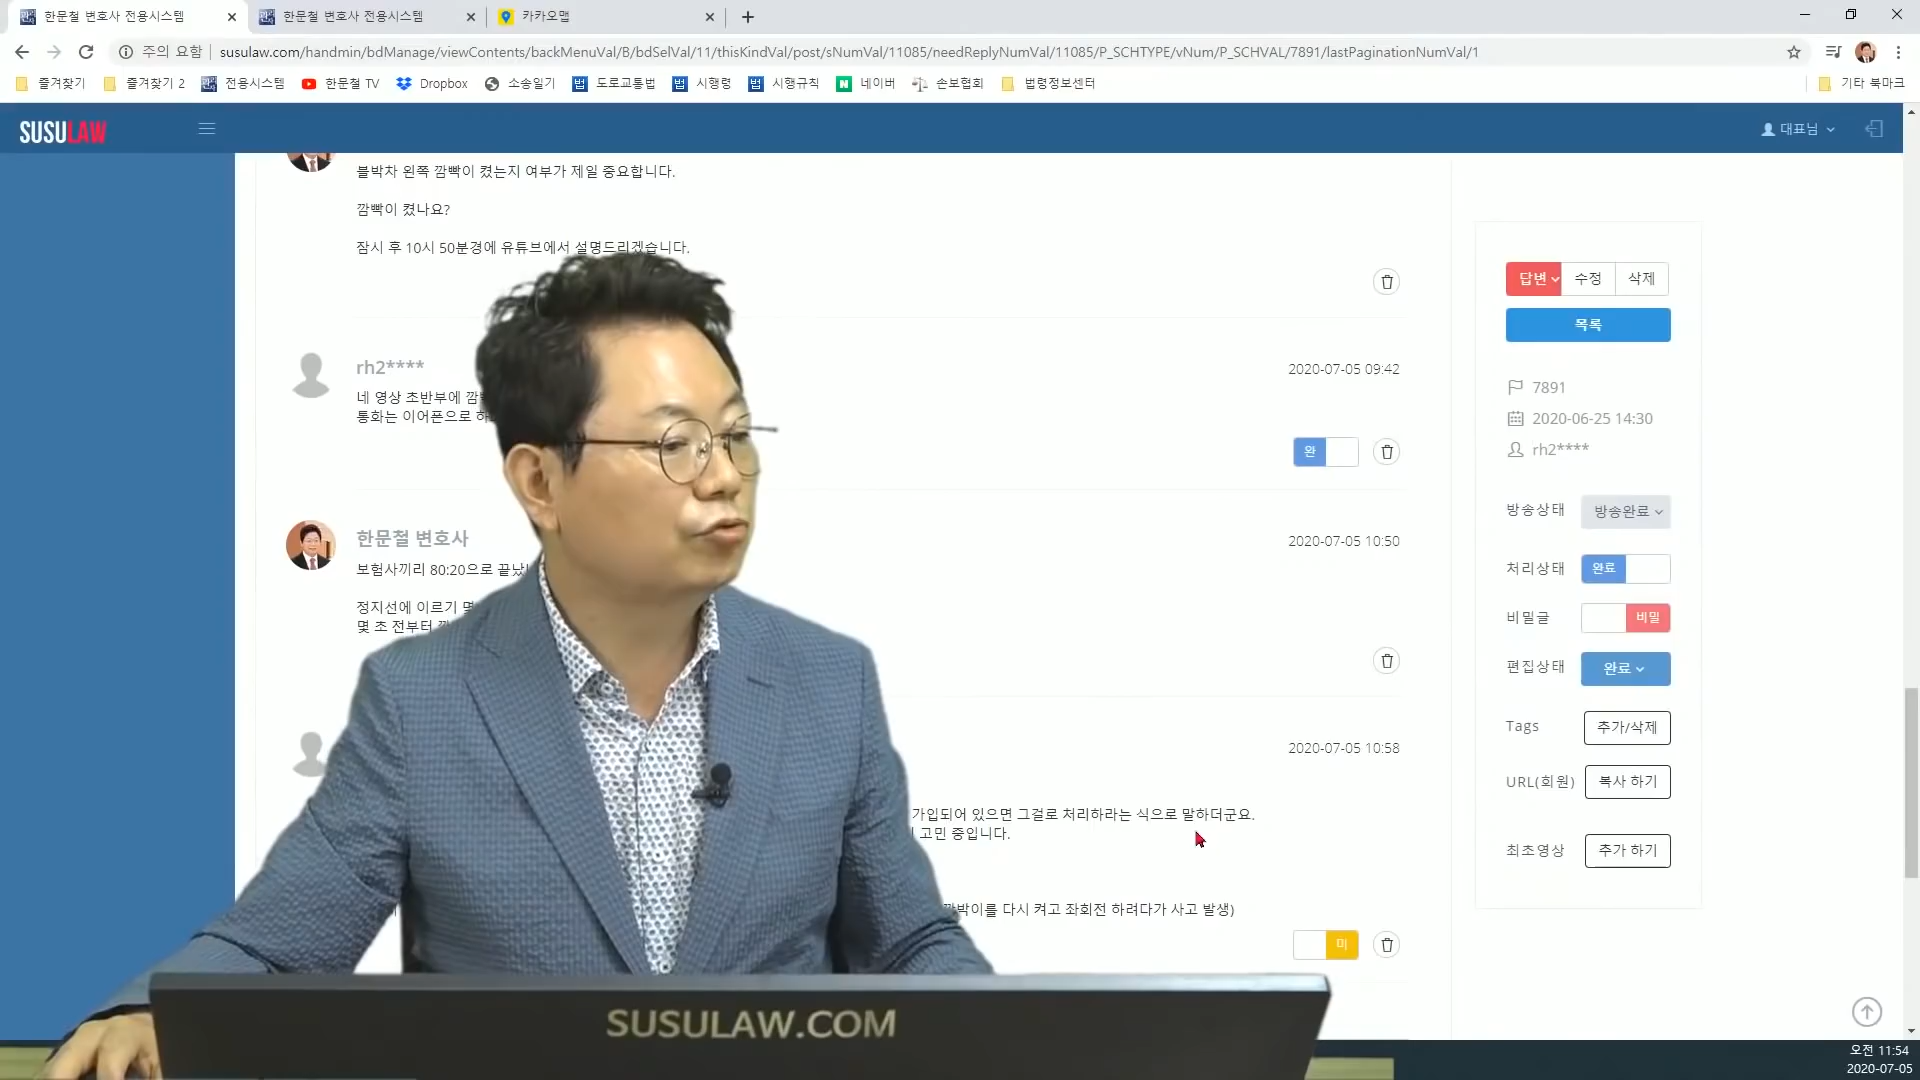 한문철 변호사 전용시스템
한문철 변호사 전용시스템
카카오맵
주의 요함
susulaw.com/handmin/bdManage/viewContents/backMenuVal/B/bdSelVal/11/thisKindVal/post/sNumVal/11085/needReplyNumVal/11085/P_SCHTYPE/vNum/P_SCHVAL/7891/lastPaginationNumVal/1
즐겨찾기 즐겨찾기 2 전용시스템 한문철 TV Dropbox 소송일기 법 도로교통법 법 시행령 법 시행규칙 N 네이버 손보협회 법령정보센터 기타 북마크
SUSULAW
대표님
블박차 왼쪽 깜빡이 켰는지 여부가 제일 중요합니다.
깜빡이 켰나요?
잠시 후 10시 50분경에 유튜브에서 설명드리겠습니다.
rh2****
2020-07-05 09:42
네 영상 초반부에
통화는 이어폰으로
완
한문철 변호사
2020-07-05 10:50
보험사끼리 80:20으로
정지선에 이르기
몇 초 전부터
2020-07-05 10:58
가입되어 있으면 그걸로 처리하라는 식으로 말하더군요.
고민 중입니다.
다시 켜고 좌회전 하려다가 사고 발생)
미
답변 수정 삭제
목록
7891
2020-06-25 14:30
rh2****
방송상태 방송완료
처리상태 완료
비밀글 비밀
편집상태 완료
Tags 추가/삭제
URL(회원) 복사 하기
최초영상 추가 하기
SUSULAW.COM
오전 11:54
2020-07-05